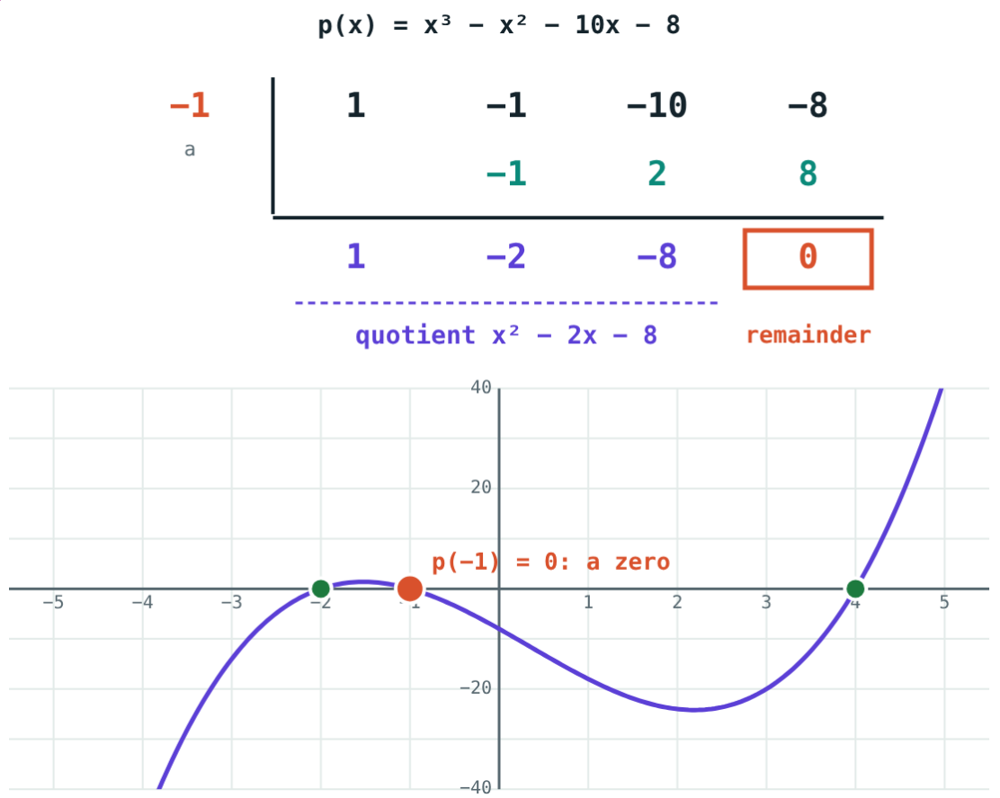 p(x) = x³ − x² − 10x − 8
−1 1 −1 −10 −8
a
−1 2 8
1 −2 −8 0
quotient x² − 2x − 8 remainder
40
20
p(−1) = 0: a zero
−5 −4 −3 −2 −1 1 2 3 4 5
−20
−40